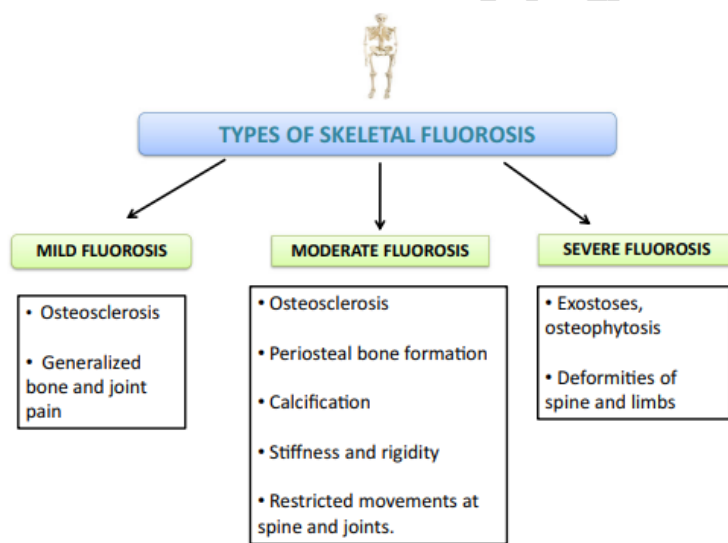 TYPES OF SKELETAL FLUOROSIS
MILD FLUOROSIS
• Osteosclerosis
• Generalized
bone and joint
pain
MODERATE FLUOROSIS
• Osteosclerosis
• Periosteal bone formation
• Calcification
• Stiffness and rigidity
• Restricted movements at
spine and joints.
SEVERE FLUOROSIS
• Exostoses,
osteophytosis
• Deformities of
spine and limbs